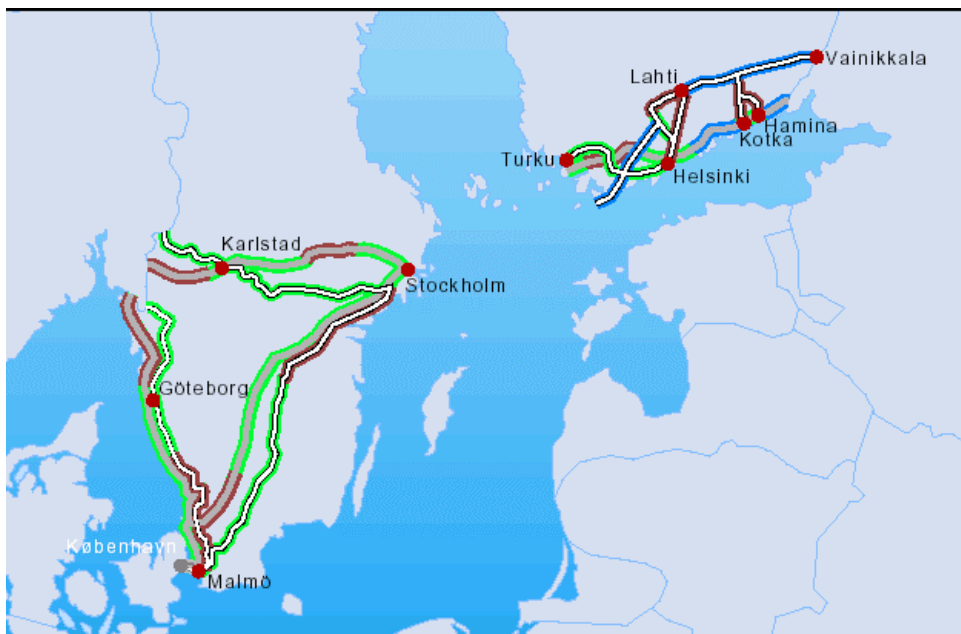 Vainikkala
Lahti
Hamina
Kotka
Turku
Helsinki
Karlstad
Stockholm
Göteborg
København
Malmö